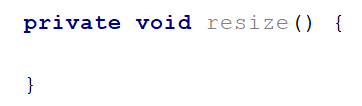 private void resize() {
}